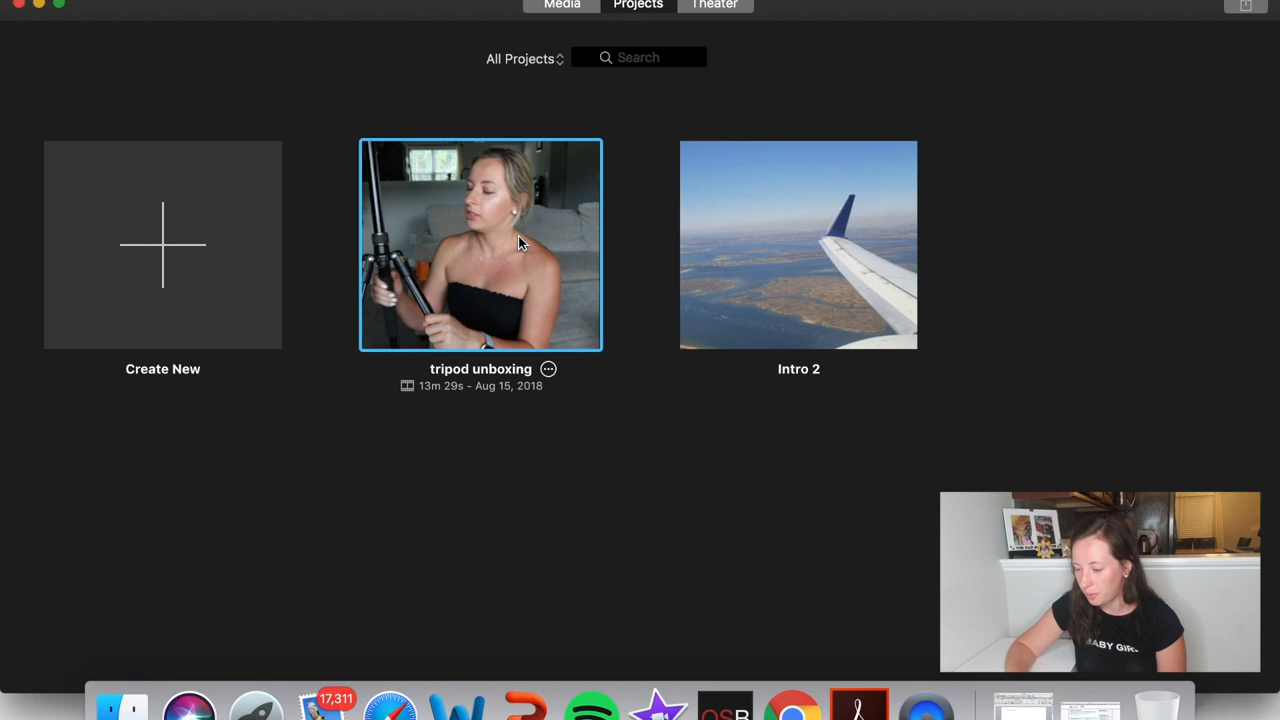 Media Projects Theater
All Projects Search
Create New
tripod unboxing
13m 29s - Aug 15, 2018
Intro 2
BABY GIRL
17,311
OSB